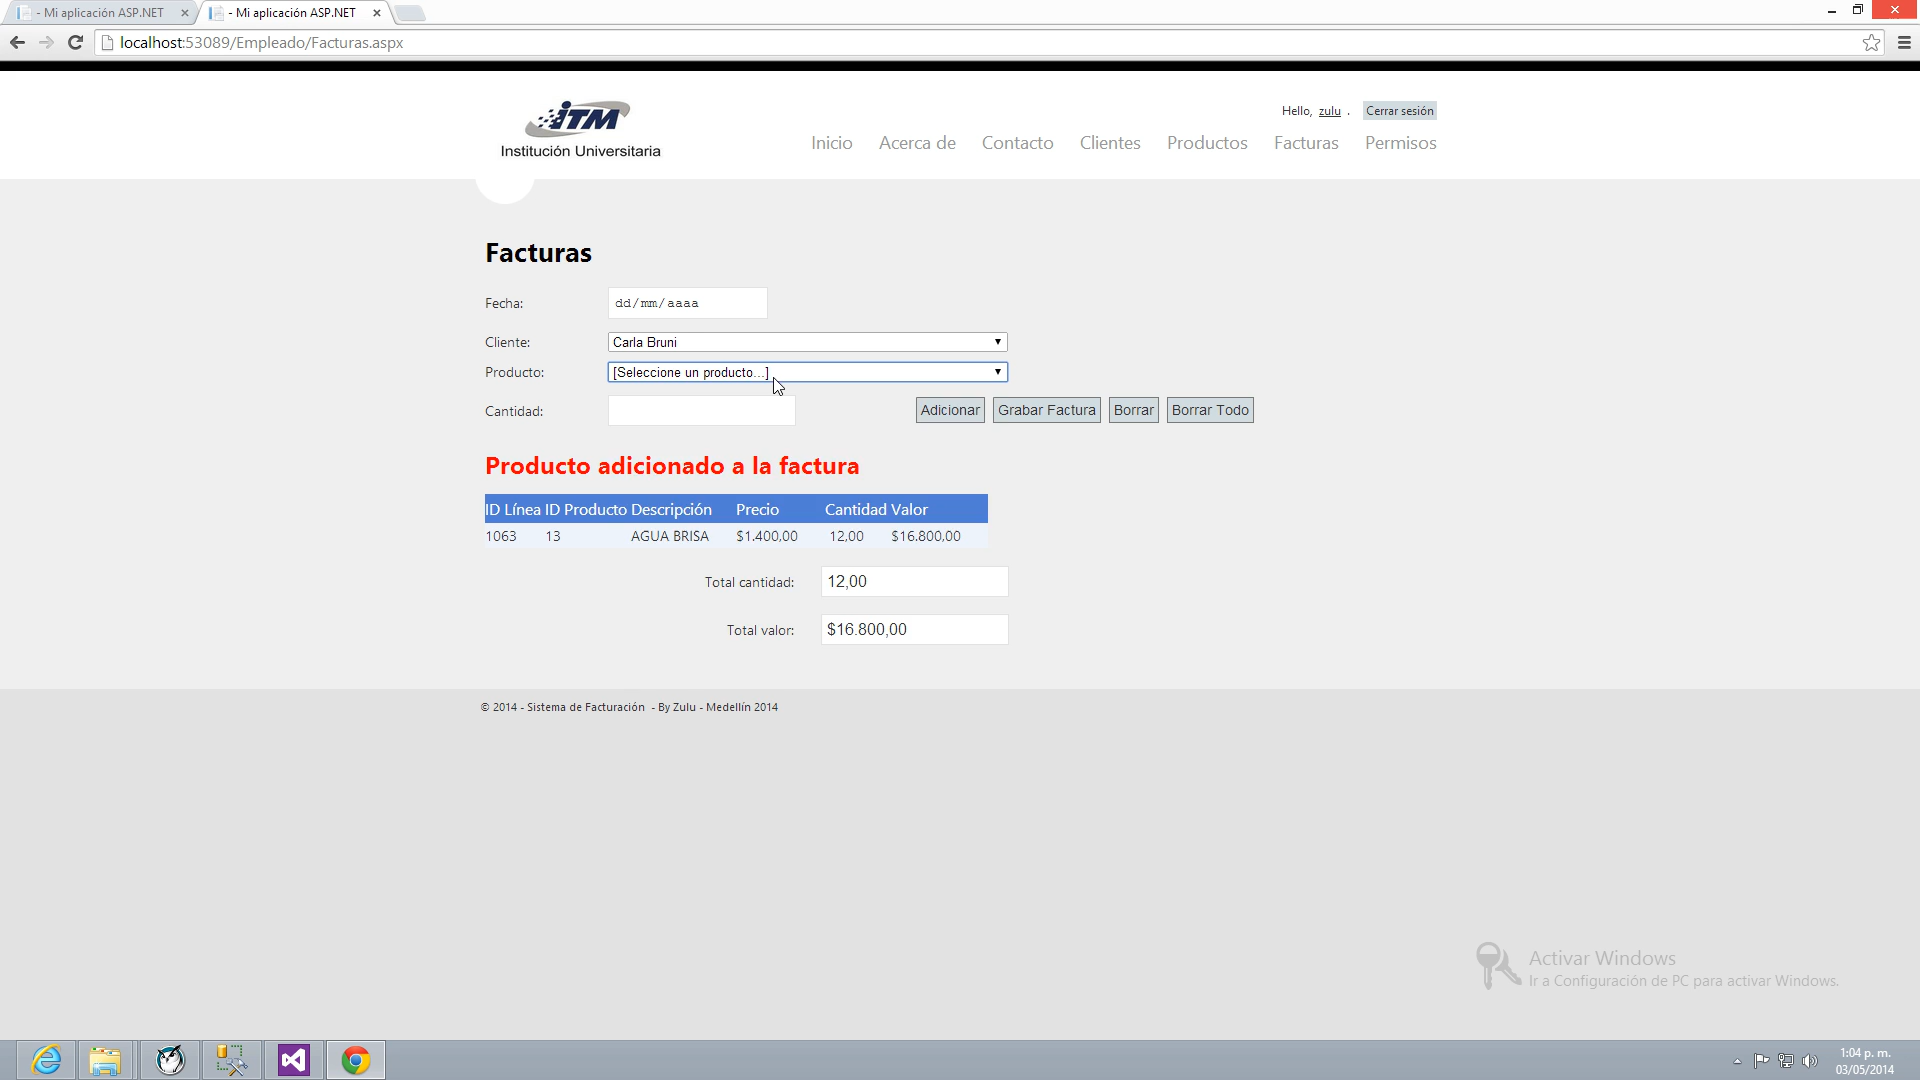 - Mi aplicación ASP.NET
- Mi aplicación ASP.NET
localhost:53089/Empleado/Facturas.aspx
iTM
Institución Universitaria
Hello, zulu . Cerrar sesión
Inicio Acerca de Contacto Clientes Productos Facturas Permisos
Facturas
Fecha: dd/mm/aaaa
Cliente: Carla Bruni
Producto: [Seleccione un producto...]
Cantidad: Adicionar Grabar Factura Borrar Borrar Todo
Producto adicionado a la factura
ID Línea ID Producto Descripción Precio Cantidad Valor
1063 13 AGUA BRISA $1.400,00 12,00 $16.800,00
Total cantidad: 12,00
Total valor: $16.800,00
© 2014 - Sistema de Facturación - By Zulu - Medellín 2014
Activar Windows
Ir a Configuración de PC para activar Windows.
1:04 p. m.
03/05/2014